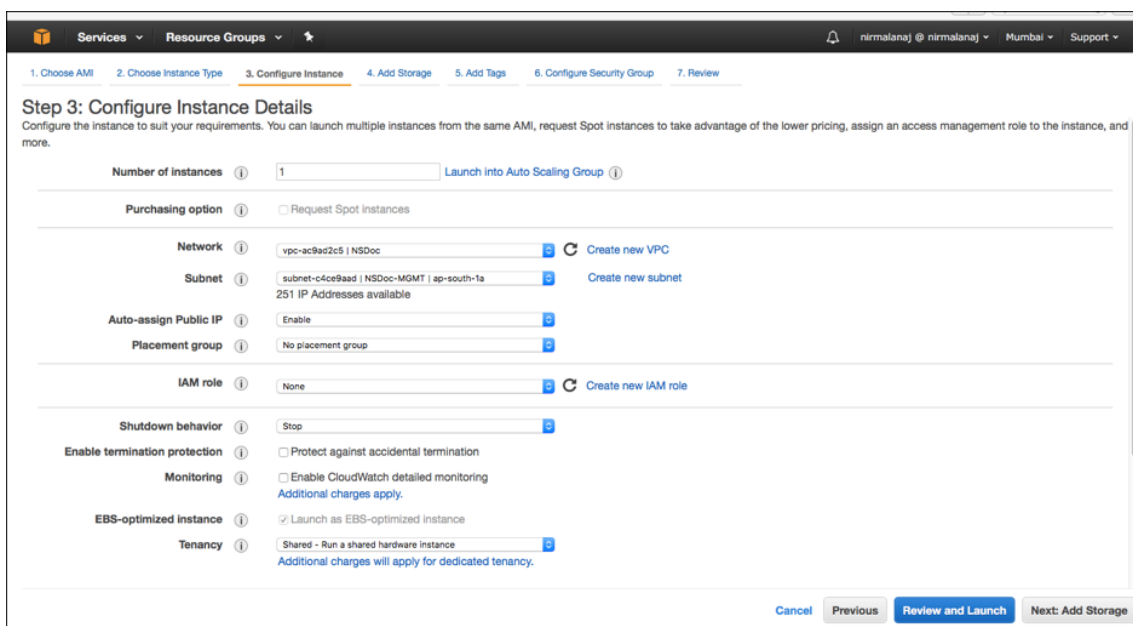 Services Resource Groups nirmalanaj @ nirmalanaj Mumbai Support
1. Choose AMI 2. Choose Instance Type 3. Configure Instance 4. Add Storage 5. Add Tags 6. Configure Security Group 7. Review
Step 3: Configure Instance Details
Configure the instance to suit your requirements. You can launch multiple instances from the same AMI, request Spot instances to take advantage of the lower pricing, assign an access management role to the instance, and
more.
Number of instances 1 Launch into Auto Scaling Group
Purchasing option Request Spot instances
Network vpc-ac9ad2c5 | NSDoc Create new VPC
Subnet subnet-c4ce9aad | NSDoc-MGMT | ap-south-1a Create new subnet
251 IP Addresses available
Auto-assign Public IP Enable
Placement group No placement group
IAM role None Create new IAM role
Shutdown behavior Stop
Enable termination protection Protect against accidental termination
Monitoring Enable CloudWatch detailed monitoring
Additional charges apply.
EBS-optimized instance Launch as EBS-optimized instance
Tenancy Shared - Run a shared hardware instance
Additional charges will apply for dedicated tenancy.
Cancel Previous Review and Launch Next: Add Storage